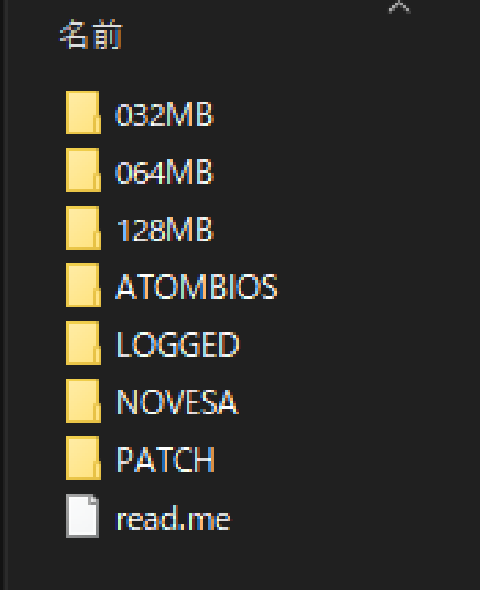 名前
032MB
064MB
128MB
ATOMBIOS
LOGGED
NOVESA
PATCH
read.me